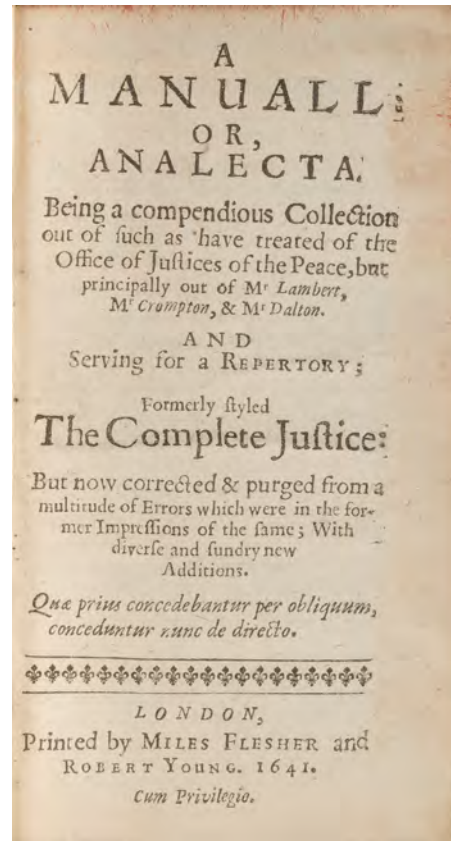 A
MANUALL:
OR,
ANALECTA.
Being a compendious Collection
out of ſuch as have treated of the
Office of Juſtices of the Peace, but
principally out of Mr Lambert,
Mr Crompton, & Mr Dalton.
AND
Serving for a REPERTORY;
Formerly ſtyled
The Complete Juſtice:
But now corrected & purged from a
multitude of Errors which were in the for-
mer Impreſſions of the ſame; With
diverſe and ſundry new
Additions.
Quæ prius concedebantur per obliquum,
conceduntur nunc de directo.
LONDON,
Printed by MILES FLESHER and
ROBERT YOUNG. 1641.
Cum Privilegio.